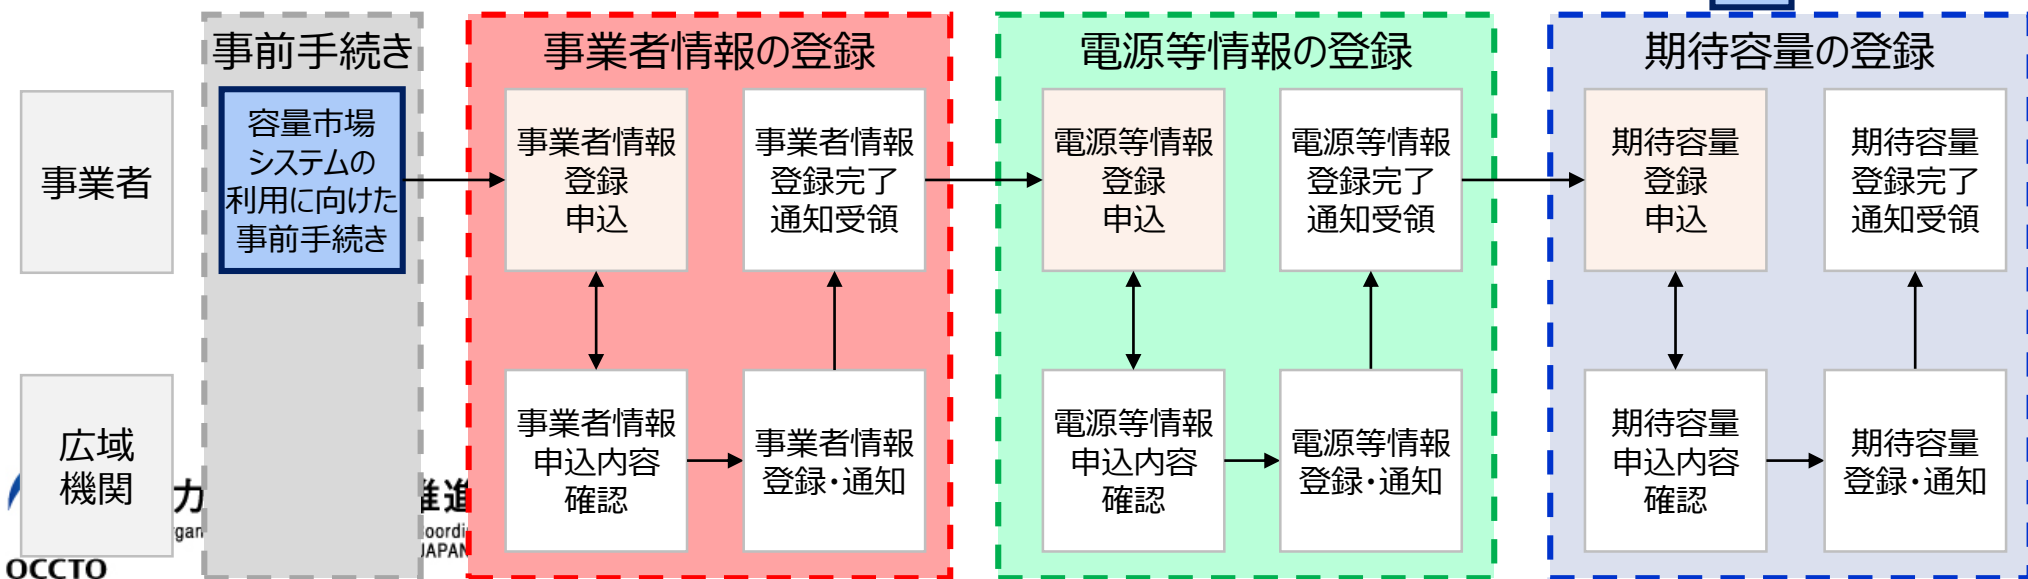 事前手続き
事業者情報の登録
電源等情報の登録
期待容量の登録
事業者
容量市場
システムの
利用に向けた
事前手続き
事業者情報
登録
申込
事業者情報
登録完了
通知受領
電源等情報
登録
申込
電源等情報
登録完了
通知受領
期待容量
登録
申込
期待容量
登録完了
通知受領
広域
機関
事業者情報
申込内容
確認
事業者情報
登録・通知
電源等情報
申込内容
確認
電源等情報
登録・通知
期待容量
申込内容
確認
期待容量
登録・通知
力
推進
JAPAN
OCCTO